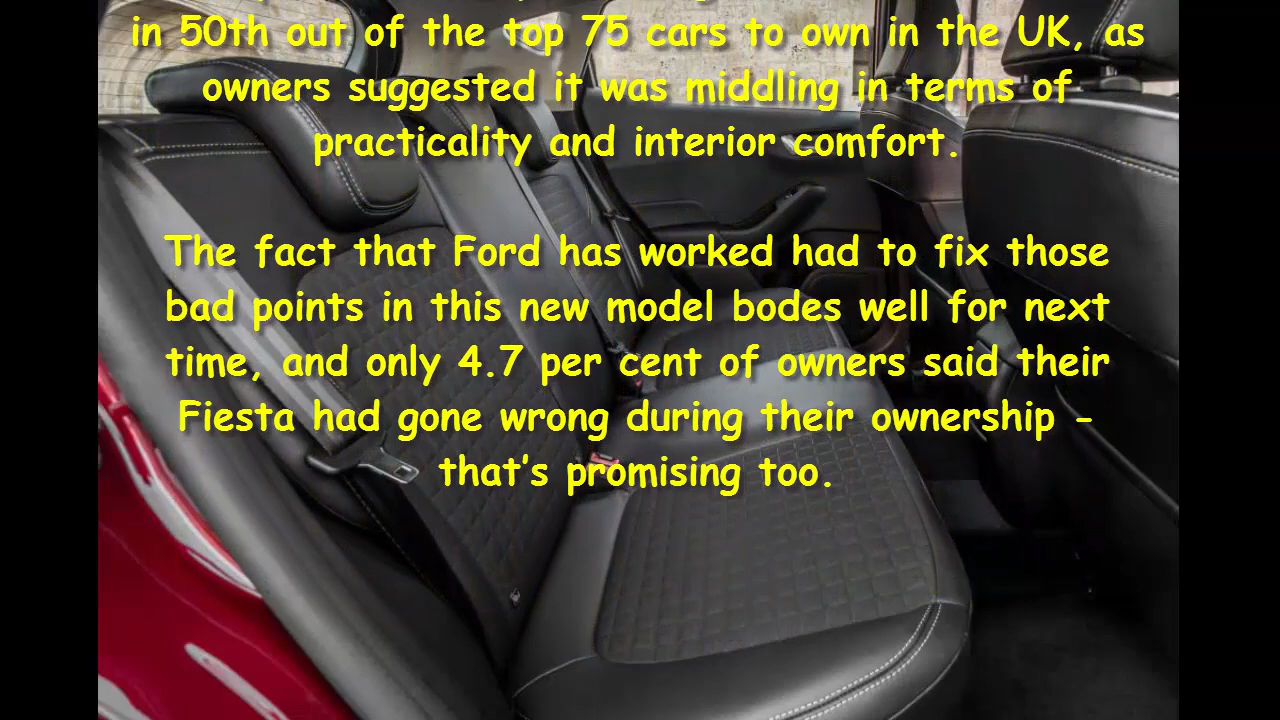 in 50th out of the top 75 cars to own in the UK, as
owners suggested it was middling in terms of
practicality and interior comfort.
The fact that Ford has worked had to fix those
bad points in this new model bodes well for next
time, and only 4.7 per cent of owners said their
Fiesta had gone wrong during their ownership -
that's promising too.